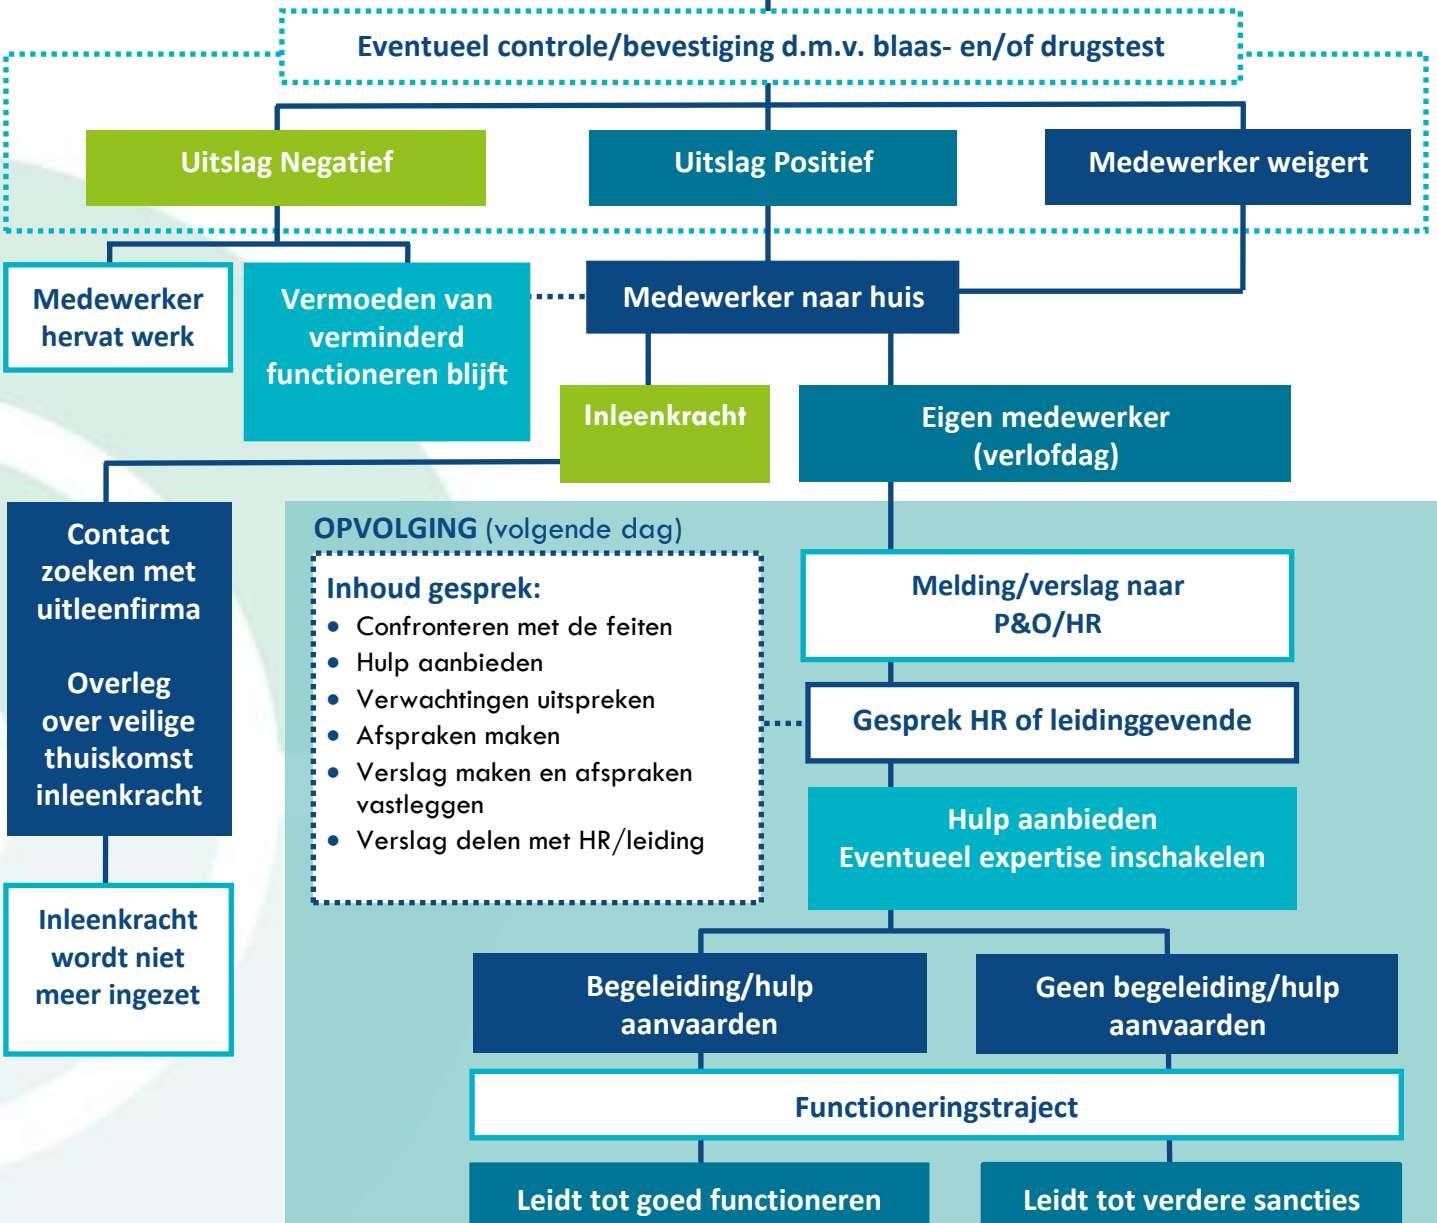 Eventueel controle/bevestiging d.m.v. blaas- en/of drugstest
Uitslag Negatief
Uitslag Positief
Medewerker weigert
Medewerker
hervat werk
Vermoeden van
verminderd
functioneren blijft
Medewerker naar huis
Inleenkracht
Eigen medewerker
(verlofdag)
Contact
zoeken met
uitleenfirma
Overleg
over veilige
thuiskomst
inleenkracht
Inleenkracht
wordt niet
meer ingezet
OPVOLGING (volgende dag)
Inhoud gesprek:
• Confronteren met de feiten
• Hulp aanbieden
• Verwachtingen uitspreken
• Afspraken maken
• Verslag maken en afspraken
vastleggen
• Verslag delen met HR/leiding
Melding/verslag naar
P&O/HR
Gesprek HR of leidinggevende
Hulp aanbieden
Eventueel expertise inschakelen
Begeleiding/hulp
aanvaarden
Geen begeleiding/hulp
aanvaarden
Functioneringstraject
Leidt tot goed functioneren
Leidt tot verdere sancties